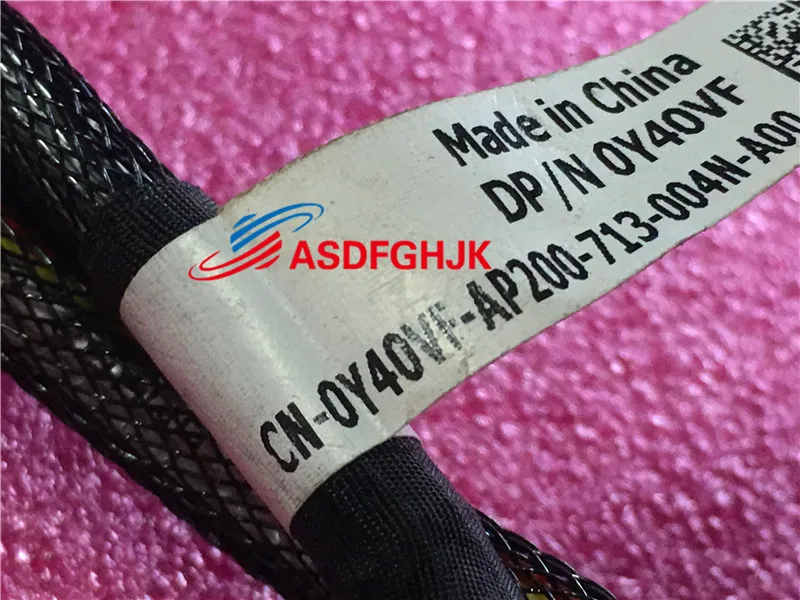 Made in China
DP/N 0Y40VF
CN-0Y40VF-AP200-713-004N-A00
ASDFGHJK